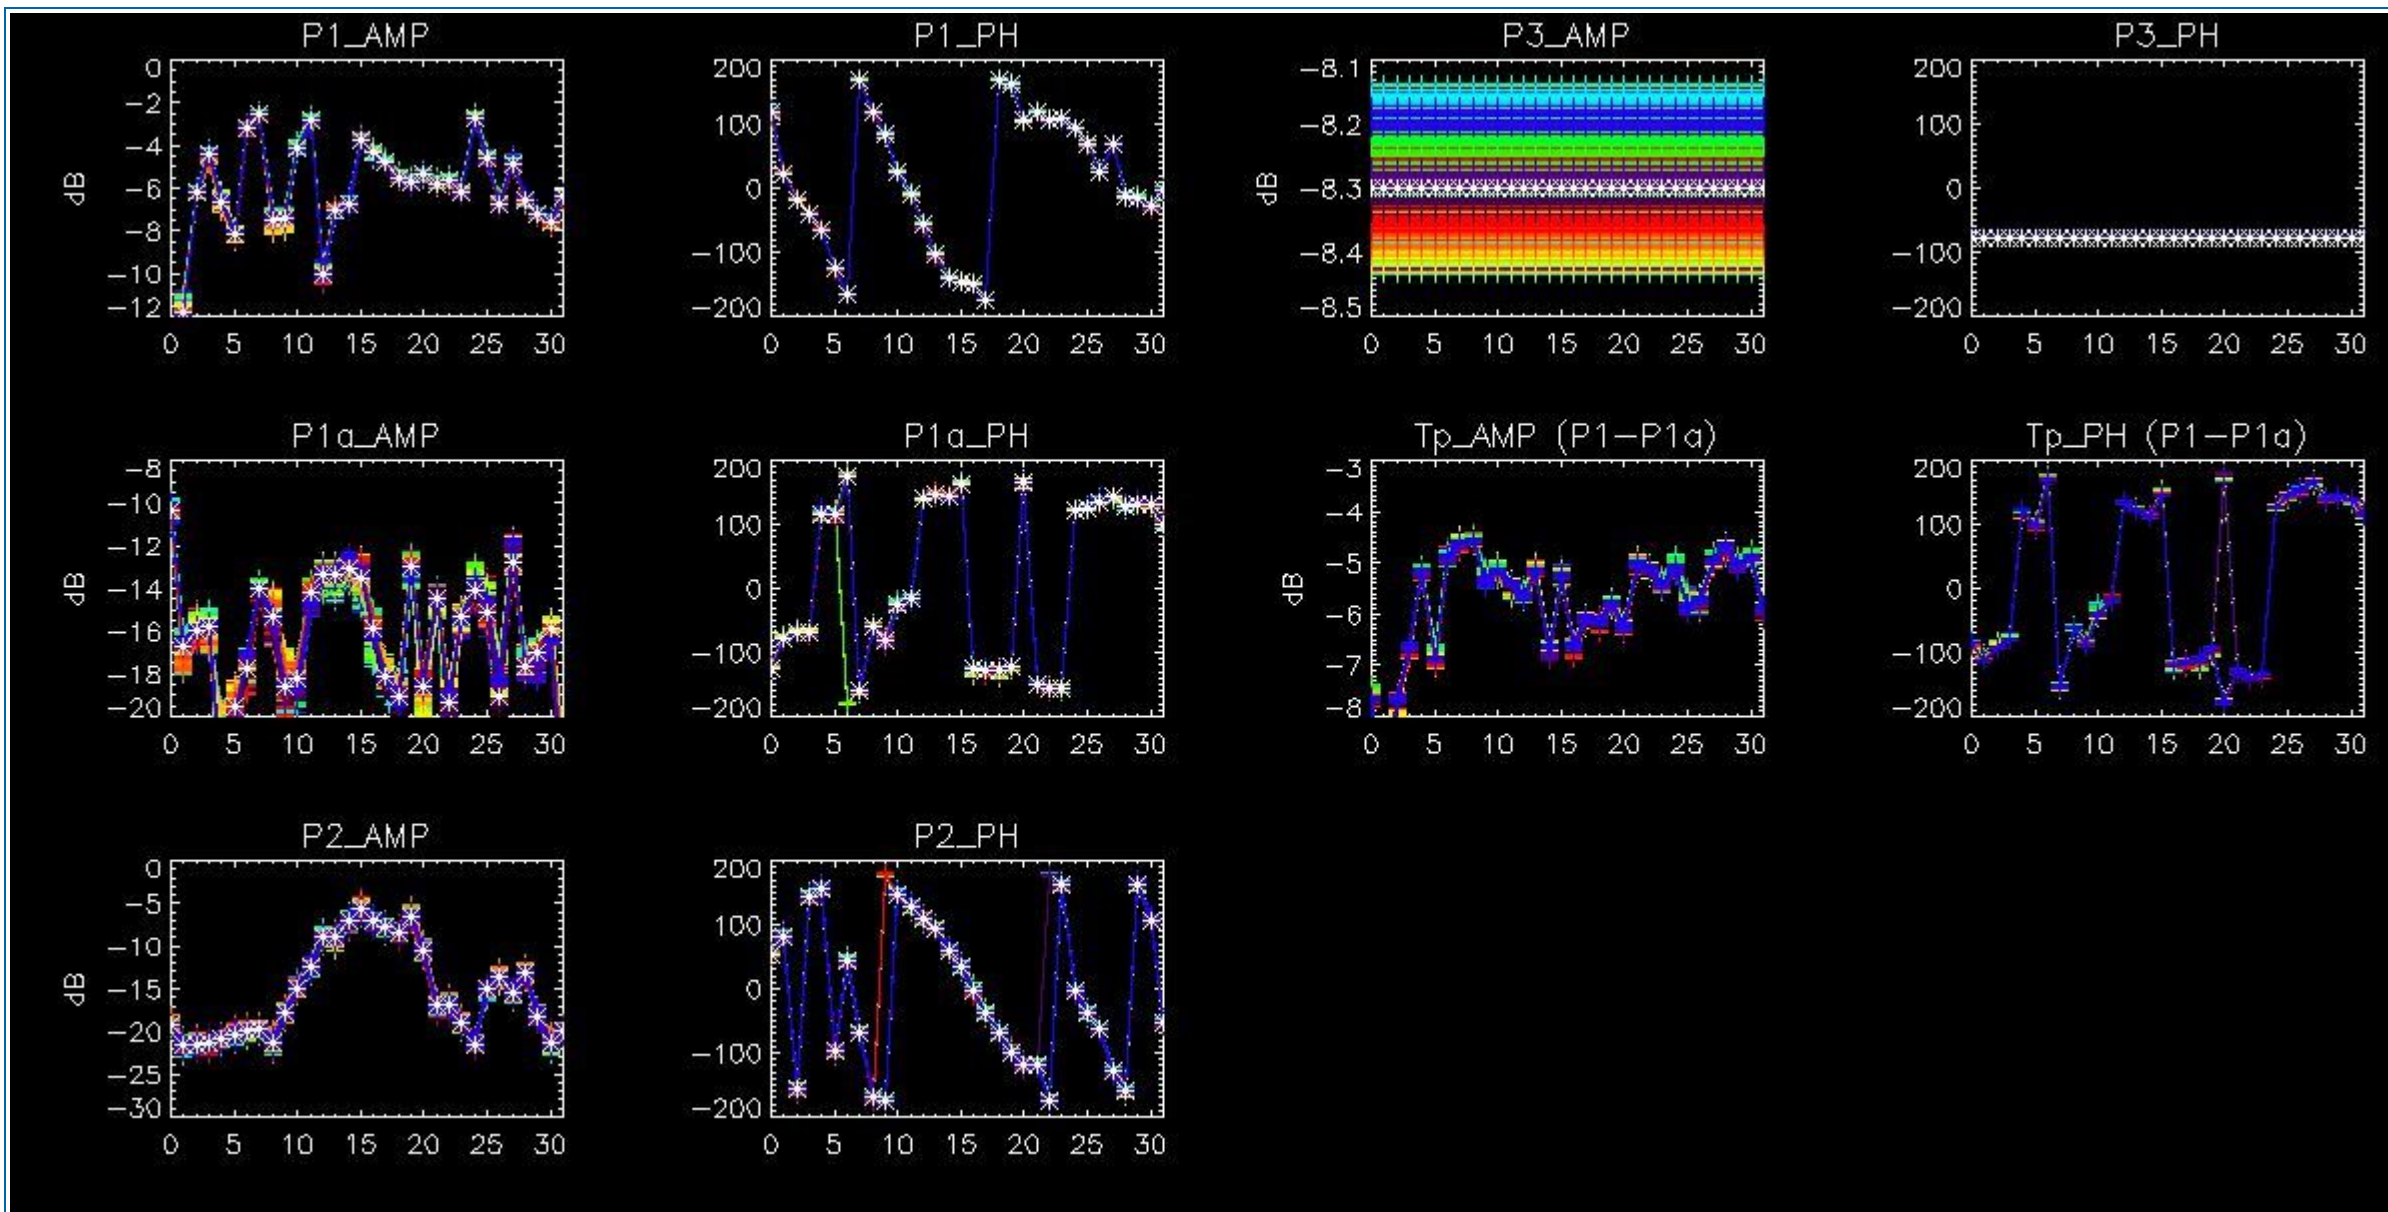 P1_AMP P1_PH P3_AMP P3_PH
0 200 -8.1 200
-2
100 -8.2 100
-4
dB -6 0 dB -8.3 0
-8
-100 -8.4 -100
-10
-12 -200 -8.5 -200
0 5 10 15 20 25 30 0 5 10 15 20 25 30 0 5 10 15 20 25 30 0 5 10 15 20 25 30
P1a_AMP P1a_PH Tp_AMP (P1-P1a) Tp_PH (P1-P1a)
-8 200 -3 200
-10
100 -4 100
-12
dB -14 0 dB -5 0
-16 -6
-18 -100 -7 -100
-20 -200 -8 -200
0 5 10 15 20 25 30 0 5 10 15 20 25 30 0 5 10 15 20 25 30 0 5 10 15 20 25 30
P2_AMP P2_PH
0 200
-5
100
-10
dB -15 0
-20
-100
-25
-30 -200
0 5 10 15 20 25 30 0 5 10 15 20 25 30